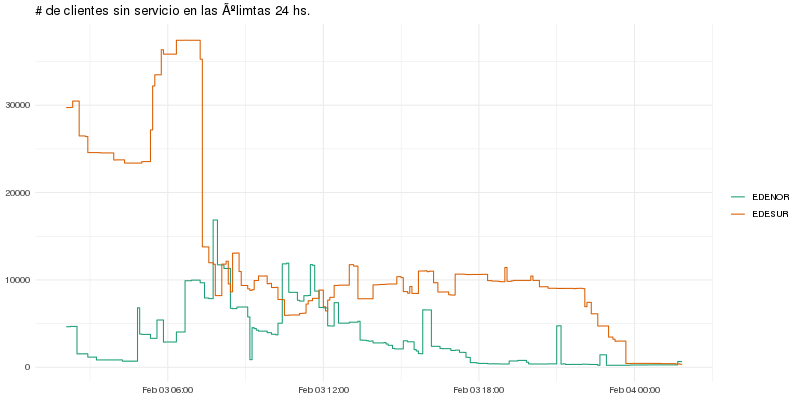 # de clientes sin servicio en las Ãºlimtas 24 hs.
30000
20000
10000
0
Feb 03 06:00
Feb 03 12:00
Feb 03 18:00
Feb 04 00:00
EDENOR
EDESUR